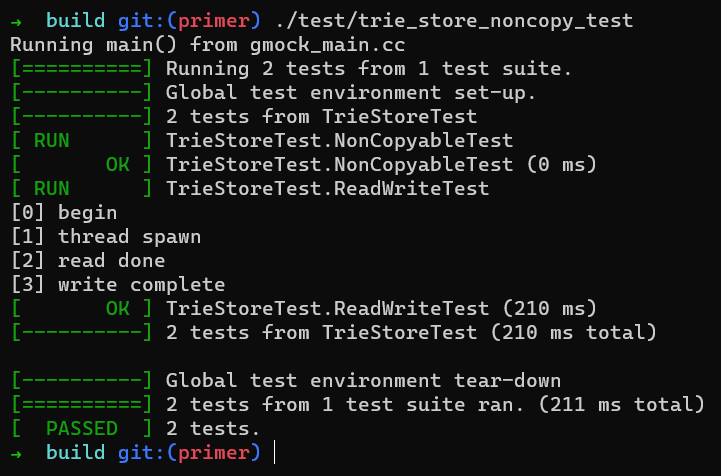 → build git:(primer) ./test/trie_store_noncopy_test
Running main() from gmock_main.cc
[==========] Running 2 tests from 1 test suite.
[----------] Global test environment set-up.
[----------] 2 tests from TrieStoreTest
[ RUN      ] TrieStoreTest.NonCopyableTest
[       OK ] TrieStoreTest.NonCopyableTest (0 ms)
[ RUN      ] TrieStoreTest.ReadWriteTest
[0] begin
[1] thread spawn
[2] read done
[3] write complete
[       OK ] TrieStoreTest.ReadWriteTest (210 ms)
[----------] 2 tests from TrieStoreTest (210 ms total)
[----------] Global test environment tear-down
[==========] 2 tests from 1 test suite ran. (211 ms total)
[  PASSED  ] 2 tests.
→ build git:(primer)